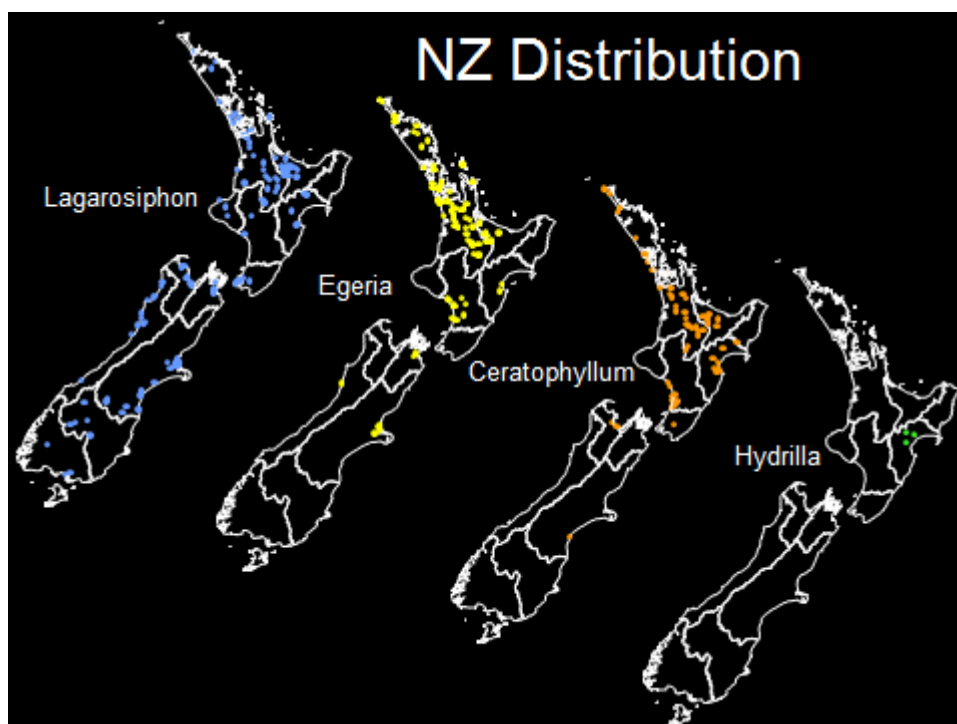 NZ Distribution
Lagarosiphon
Egeria
Ceratophyllum
Hydrilla